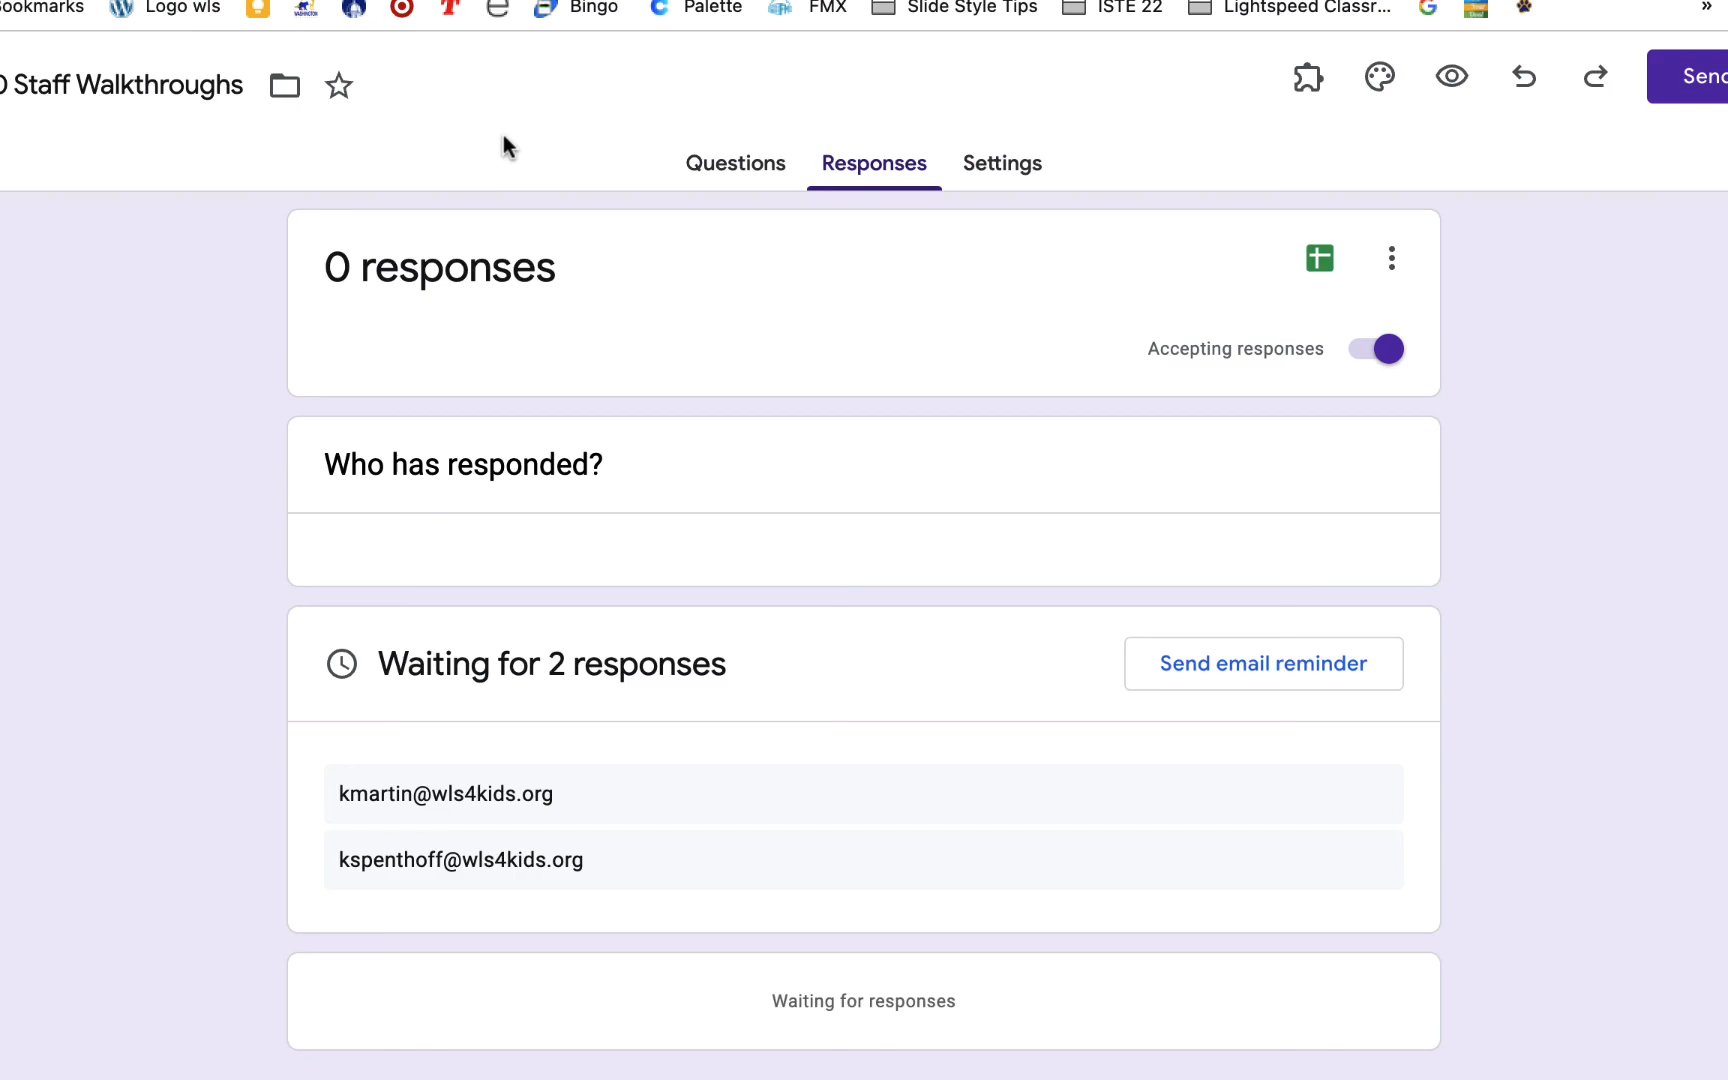 ookmarks Logo wls Bingo Palette FMX Slide Style Tips ISTE 22 Lightspeed Classr... »
Staff Walkthroughs
Send
Questions Responses Settings
0 responses
Accepting responses
Who has responded?
Waiting for 2 responses
Send email reminder
kmartin@wls4kids.org
kspenthoff@wls4kids.org
Waiting for responses